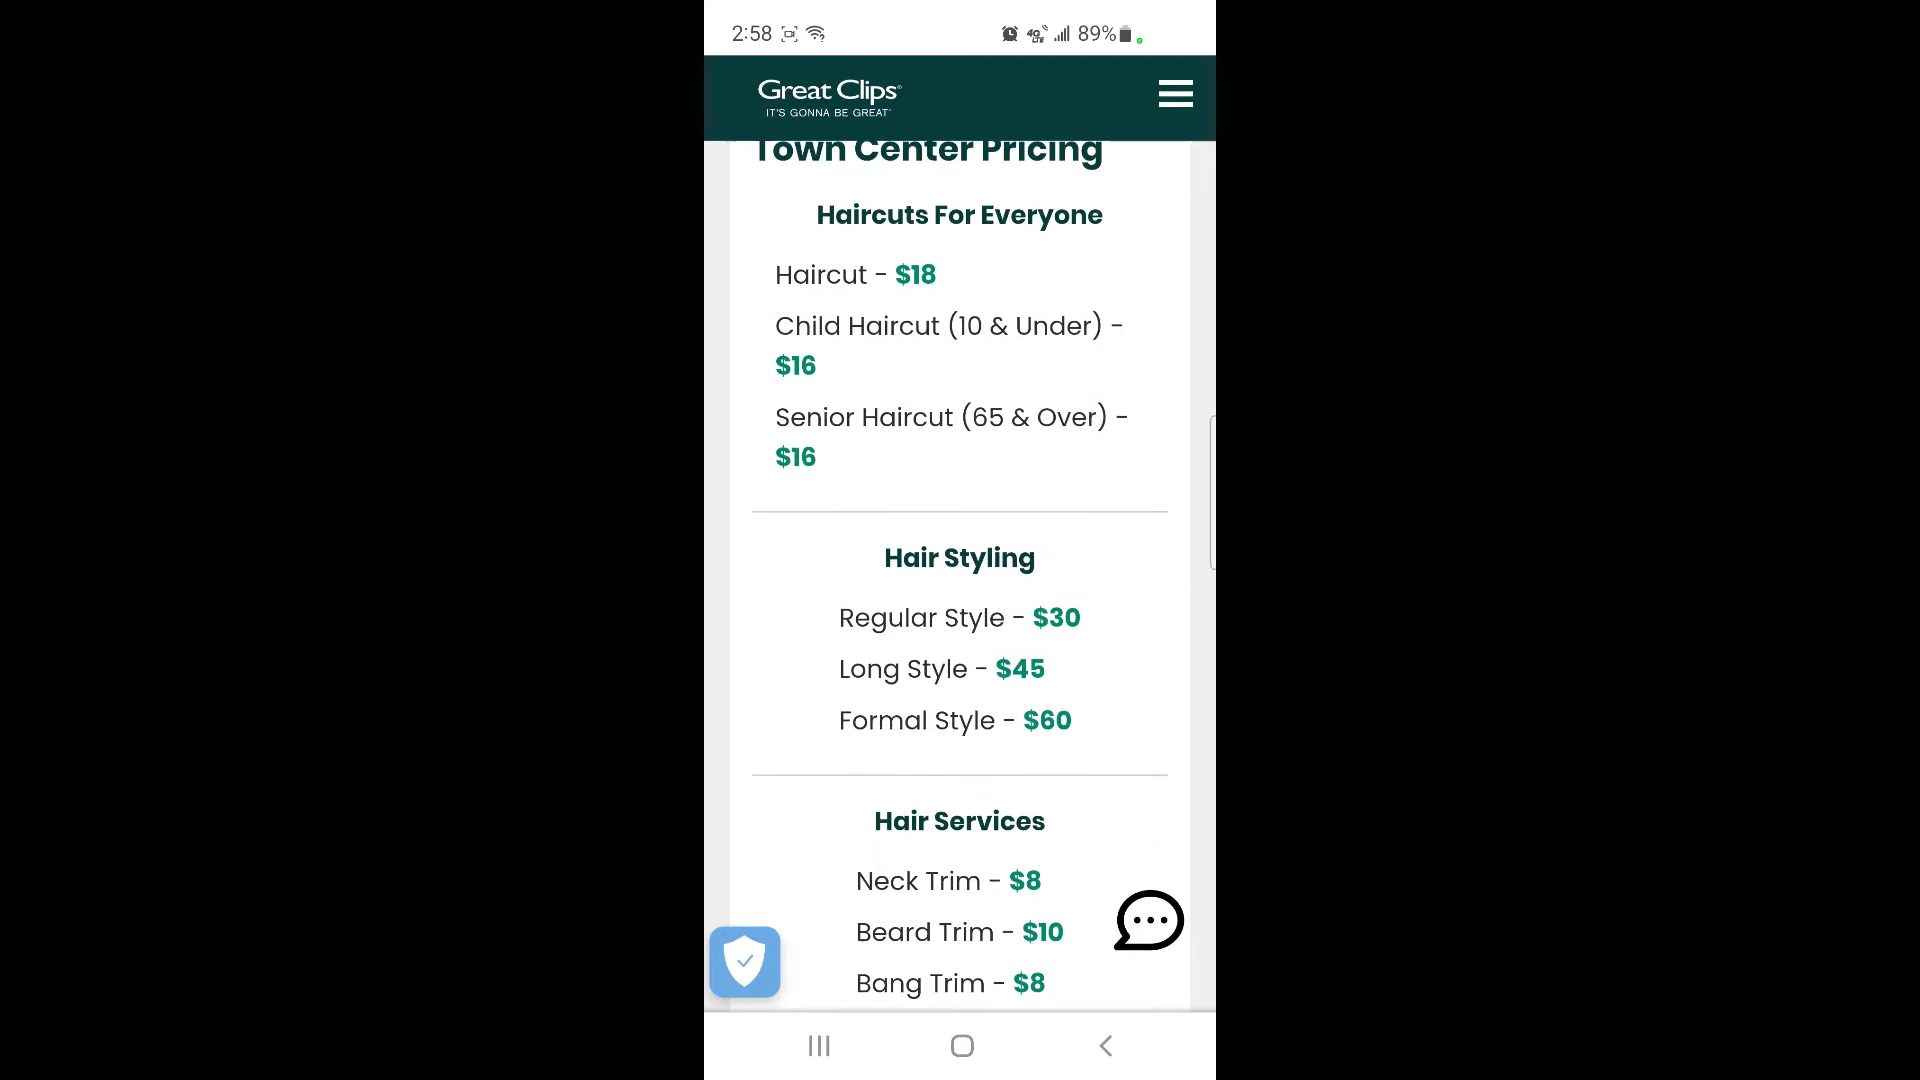 2:58 4G LTE 89%
Great Clips®
IT'S GONNA BE GREAT®
Town Center Pricing
Haircuts For Everyone
Haircut - $18
Child Haircut (10 & Under) -
$16
Senior Haircut (65 & Over) -
$16
Hair Styling
Regular Style - $30
Long Style - $45
Formal Style - $60
Hair Services
Neck Trim - $8
Beard Trim - $10
Bang Trim - $8